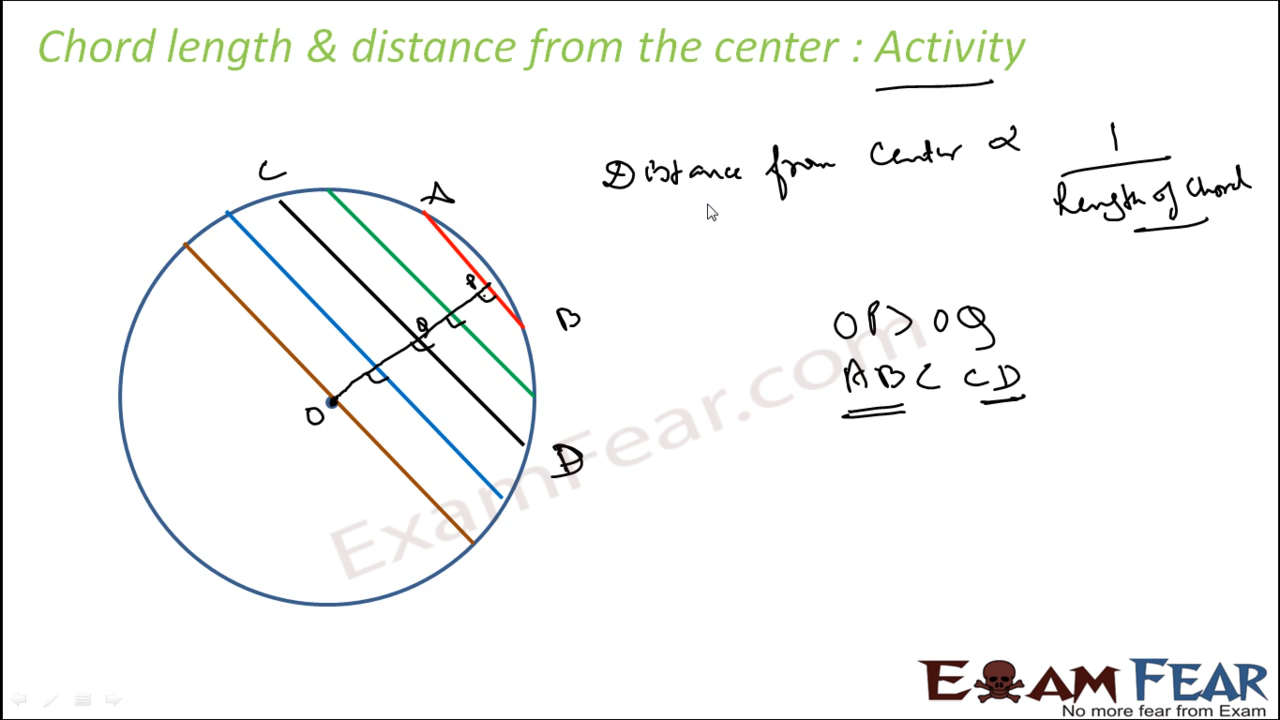 Chord length & distance from the center : Activity
Distance from Center ∝ 1
Length of Chord
C
A
P
B
Q
O
D
OP > OQ
AB < CD
ExamFear.com
EXAM FEAR
No more fear from Exam